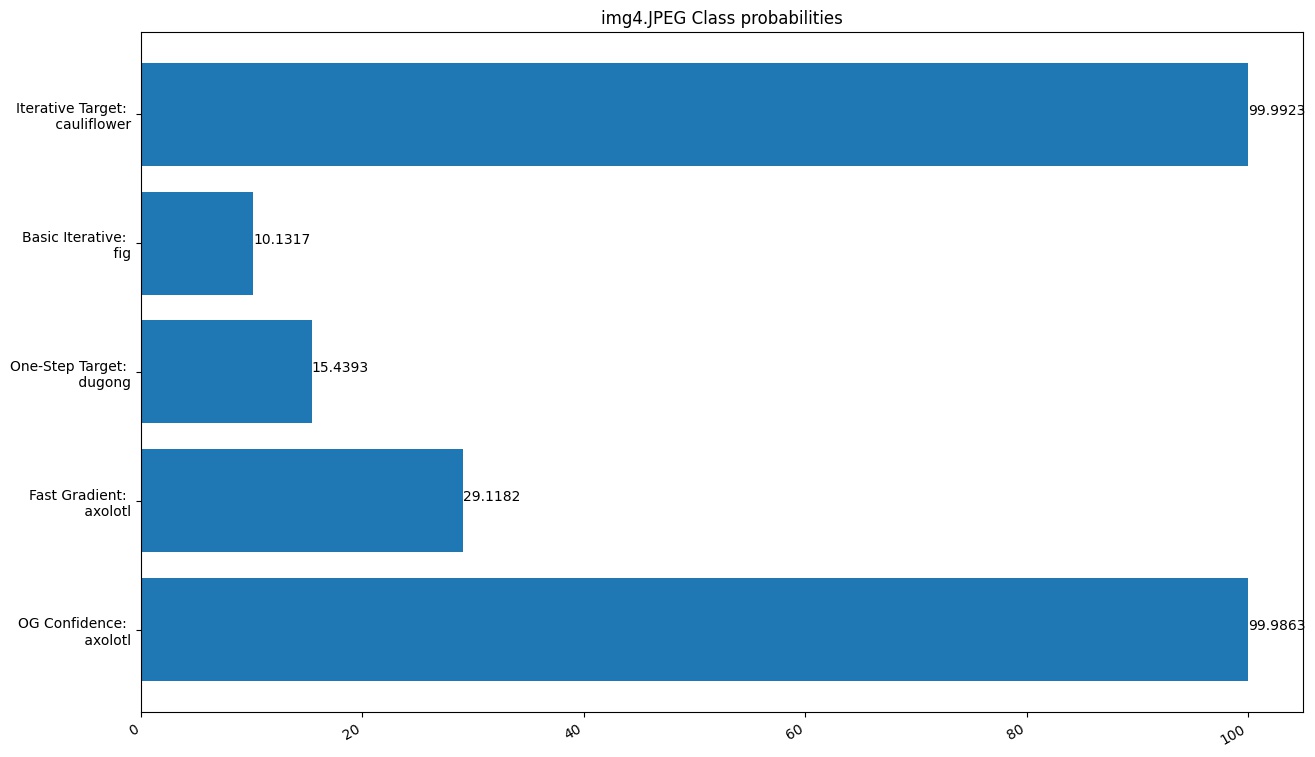 img4.JPEG Class probabilities
Iterative Target:
cauliflower
99.9923
Basic Iterative:
fig
10.1317
One-Step Target:
dugong
15.4393
Fast Gradient:
axolotl
29.1182
OG Confidence:
axolotl
99.9863
0
20
40
60
80
100